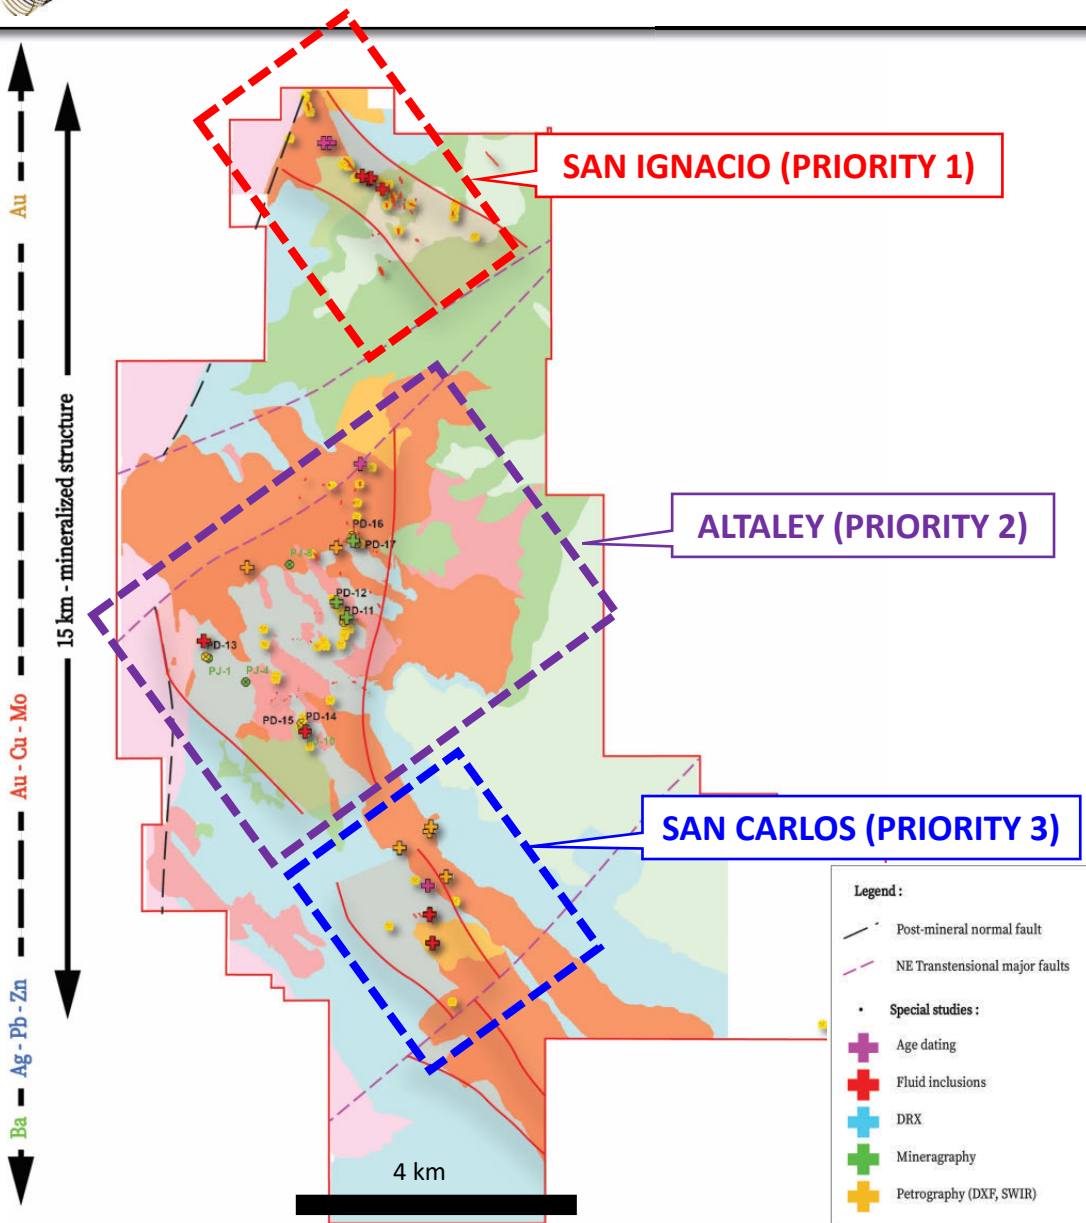 SAN IGNACIO (PRIORITY 1)
Au
15 km - mineralized structure
ALTALEY (PRIORITY 2)
PD-16
PD-17
PD-12
PD-11
PD-13
PJ-1
PJ-4
PD-15
PD-14
PJ-10
Au - Cu - Mo
SAN CARLOS (PRIORITY 3)
Ag - Pb - Zn
Ba
Legend :
Post-mineral normal fault
NE Transtensional major faults
Special studies :
Age dating
Fluid inclusions
DRX
Mineragraphy
Petrography (DXF, SWIR)
4 km